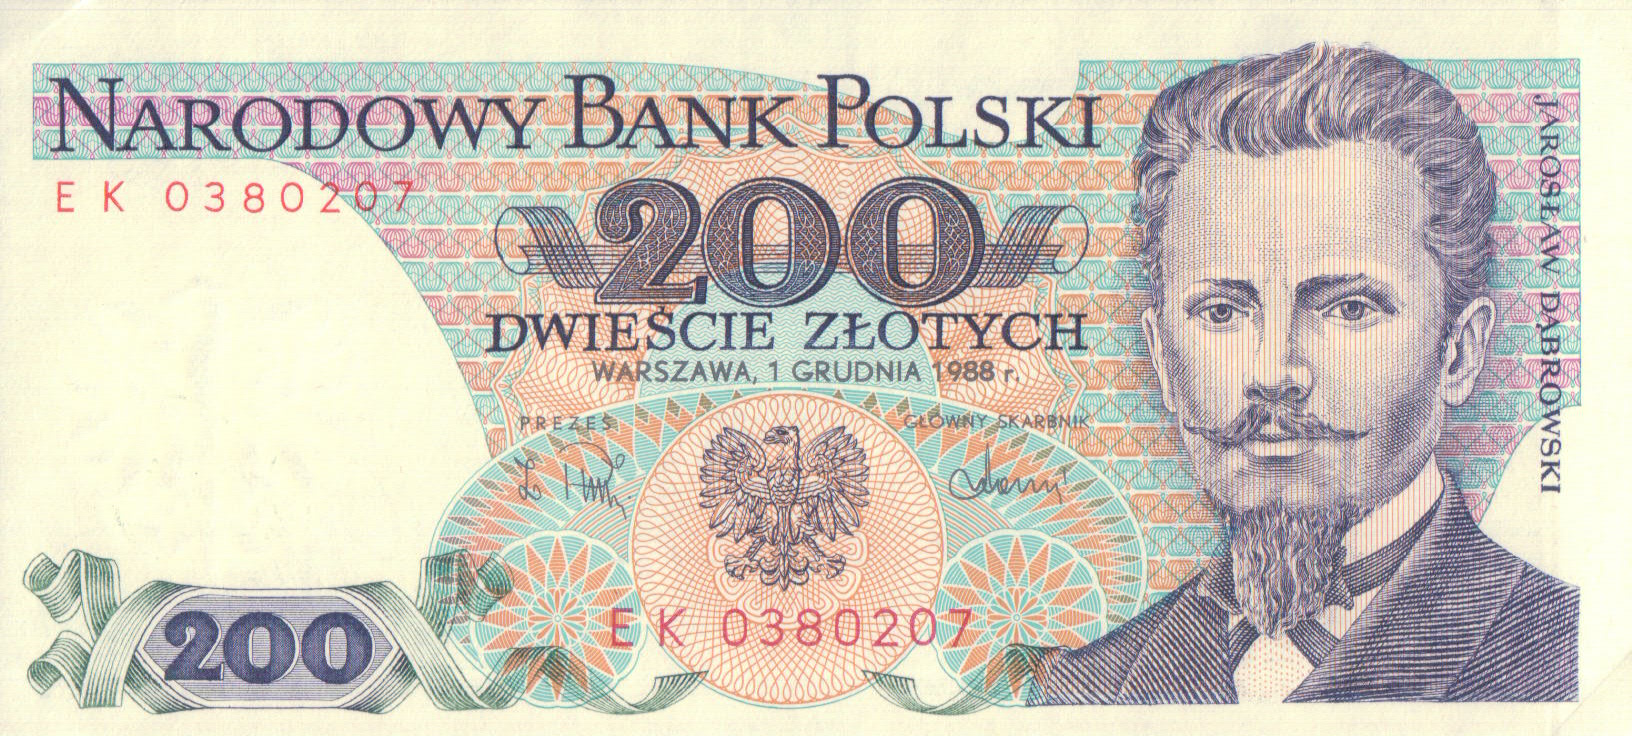 NARODOWY BANK POLSKI
EK 0380207
200
DWIEŚCIE ZŁOTYCH
WARSZAWA, 1 GRUDNIA 1988 r.
PREZES
GŁÓWNY SKARBNIK
EK 0380207
200
JAROSŁAW DĄBROWSKI